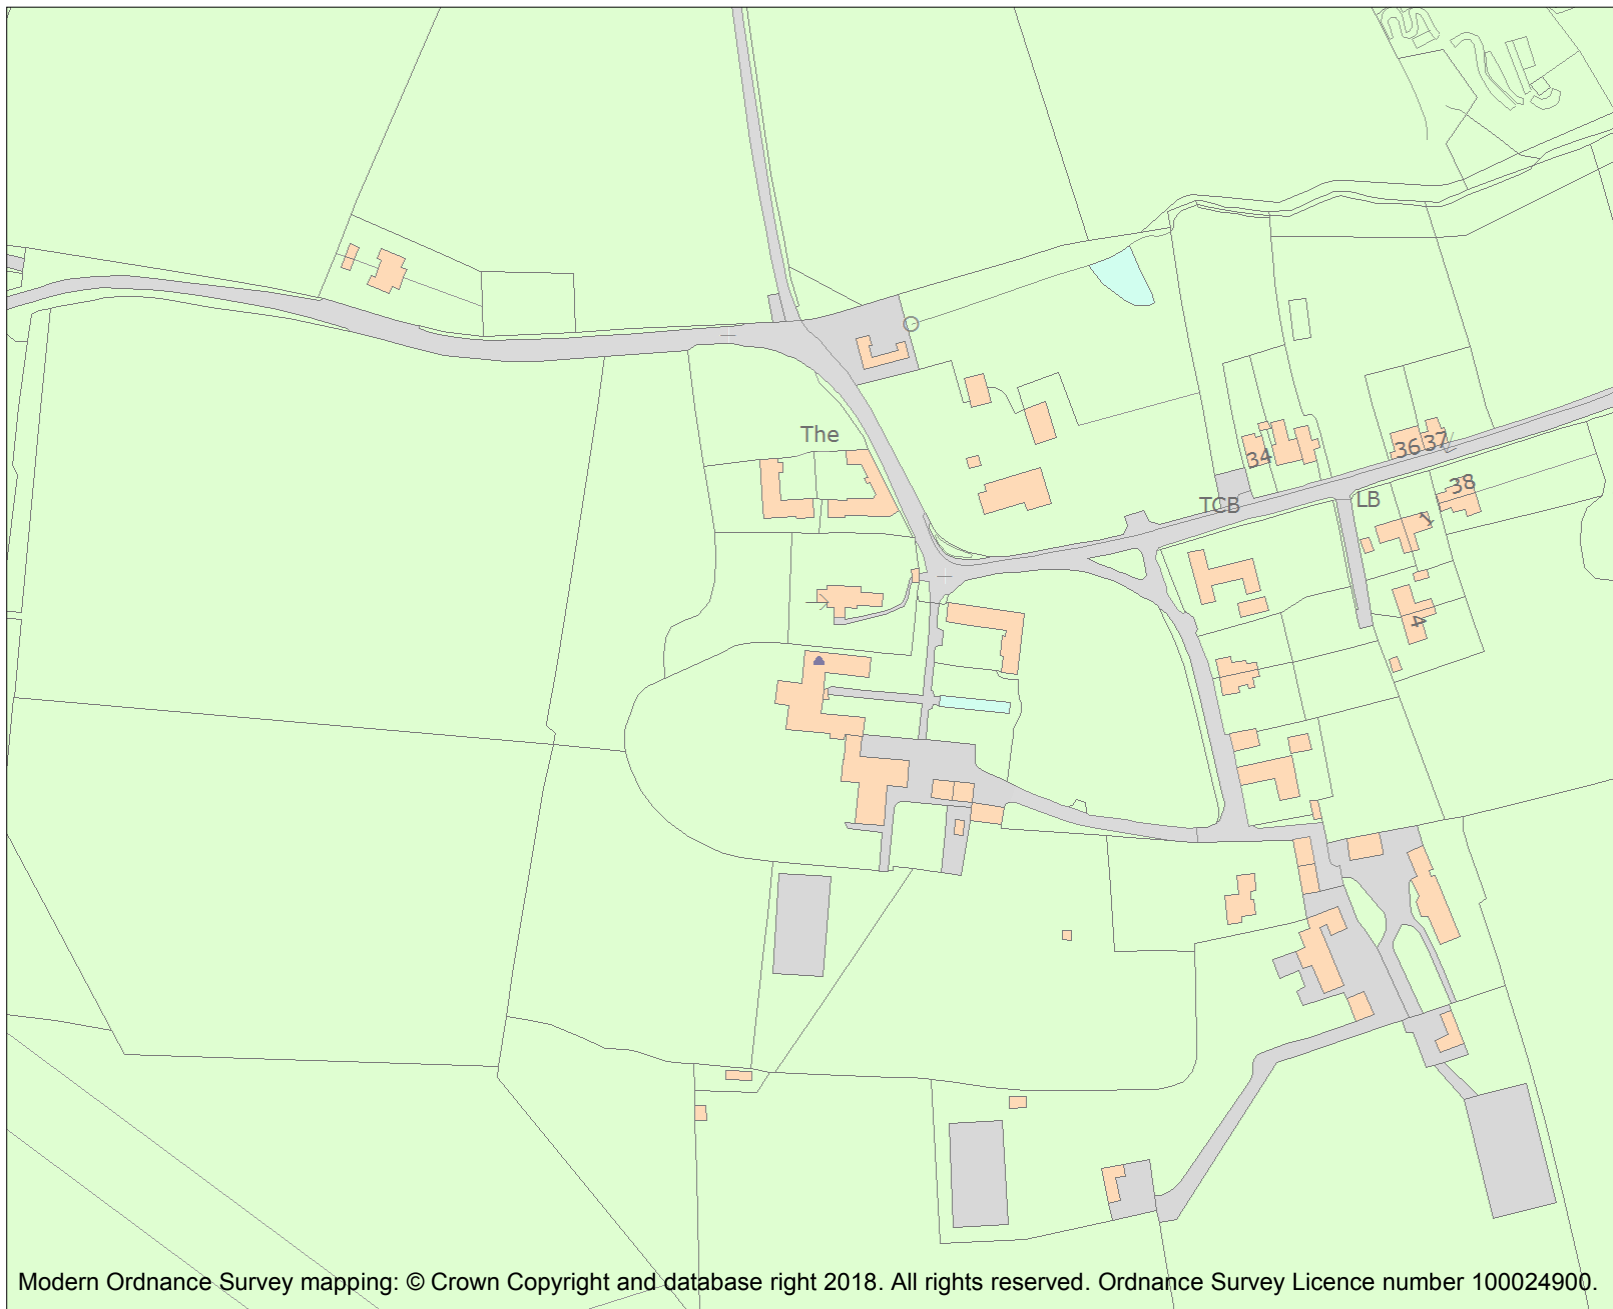 The
34
36 37
38
TCB
LB
1
4
Modern Ordnance Survey mapping: © Crown Copyright and database right 2018. All rights reserved. Ordnance Survey Licence number 100024900.